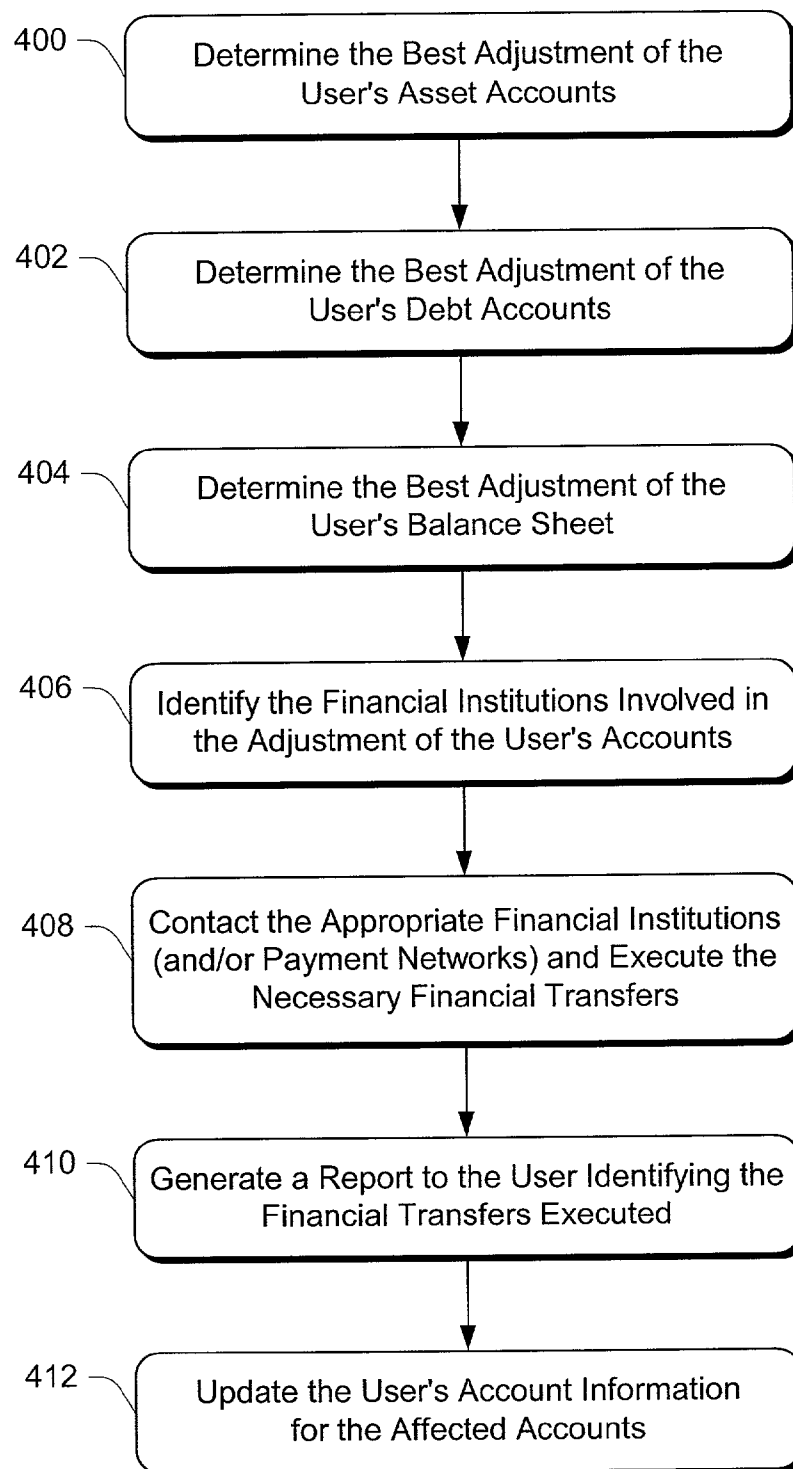 400
Determine the Best Adjustment of the
User's Asset Accounts
402
Determine the Best Adjustment of the
User's Debt Accounts
404
Determine the Best Adjustment of the
User's Balance Sheet
406
Identify the Financial Institutions Involved in
the Adjustment of the User's Accounts
408
Contact the Appropriate Financial Institutions
(and/or Payment Networks) and Execute the
Necessary Financial Transfers
410
Generate a Report to the User Identifying the
Financial Transfers Executed
412
Update the User's Account Information
for the Affected Accounts